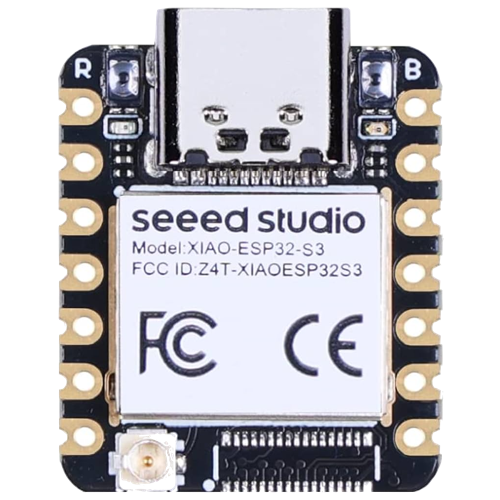 R B
seeed studio
Model:XIAO-ESP32-S3
FCC ID:Z4T-XIAOESP32S3
FC CE